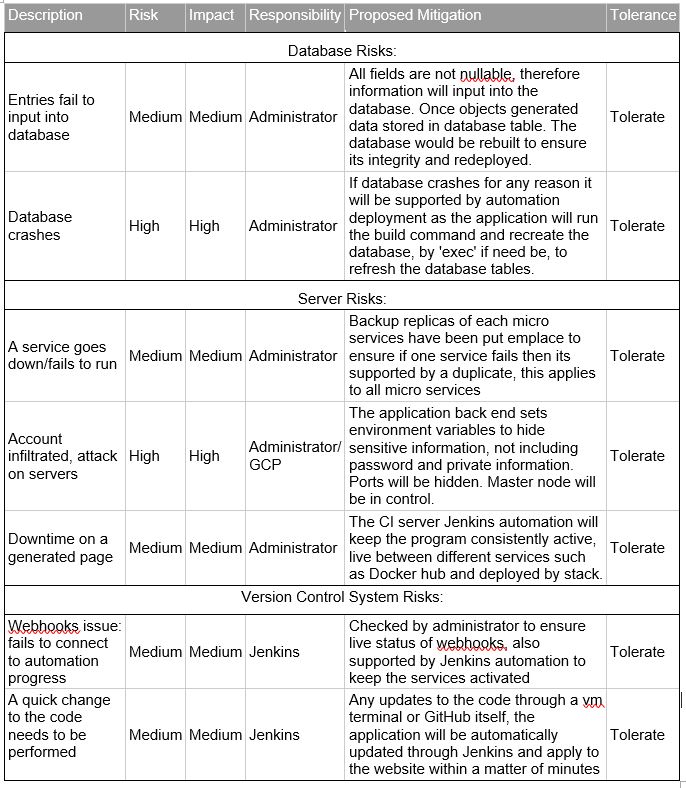 Description Risk Impact Responsibility Proposed Mitigation Tolerance
Database Risks:
Entries fail to
input into
database
Medium Medium Administrator
All fields are not nullable, therefore
information will input into the
database. Once objects generated
data stored in database table. The
database would be rebuilt to ensure
its integrity and redeployed.
Tolerate
Database
crashes
High High Administrator
If database crashes for any reason it
will be supported by automation
deployment as the application will run
the build command and recreate the
database, by 'exec' if need be, to
refresh the database tables.
Tolerate
Server Risks:
A service goes
down/fails to run
Medium Medium Administrator
Backup replicas of each micro
services have been put emplace to
ensure if one service fails then its
supported by a duplicate, this applies
to all micro services
Tolerate
Account
infiltrated, attack
on servers
High High
Administrator/
GCP
The application back end sets
environment variables to hide
sensitive information, not including
password and private information.
Ports will be hidden. Master node will
be in control.
Tolerate
Downtime on a
generated page
Medium Medium Administrator
The CI server Jenkins automation will
keep the program consistently active,
live between different services such
as Docker hub and deployed by stack.
Tolerate
Version Control System Risks:
Webhooks issue:
fails to connect
to automation
progress
Medium Medium Jenkins
Checked by administrator to ensure
live status of webhooks, also
supported by Jenkins automation to
keep the services activated
Tolerate
A quick change
to the code
needs to be
performed
Medium Medium Jenkins
Any updates to the code through a vm
terminal or GitHub itself, the
application will be automatically
updated through Jenkins and apply to
the website within a matter of minutes
Tolerate